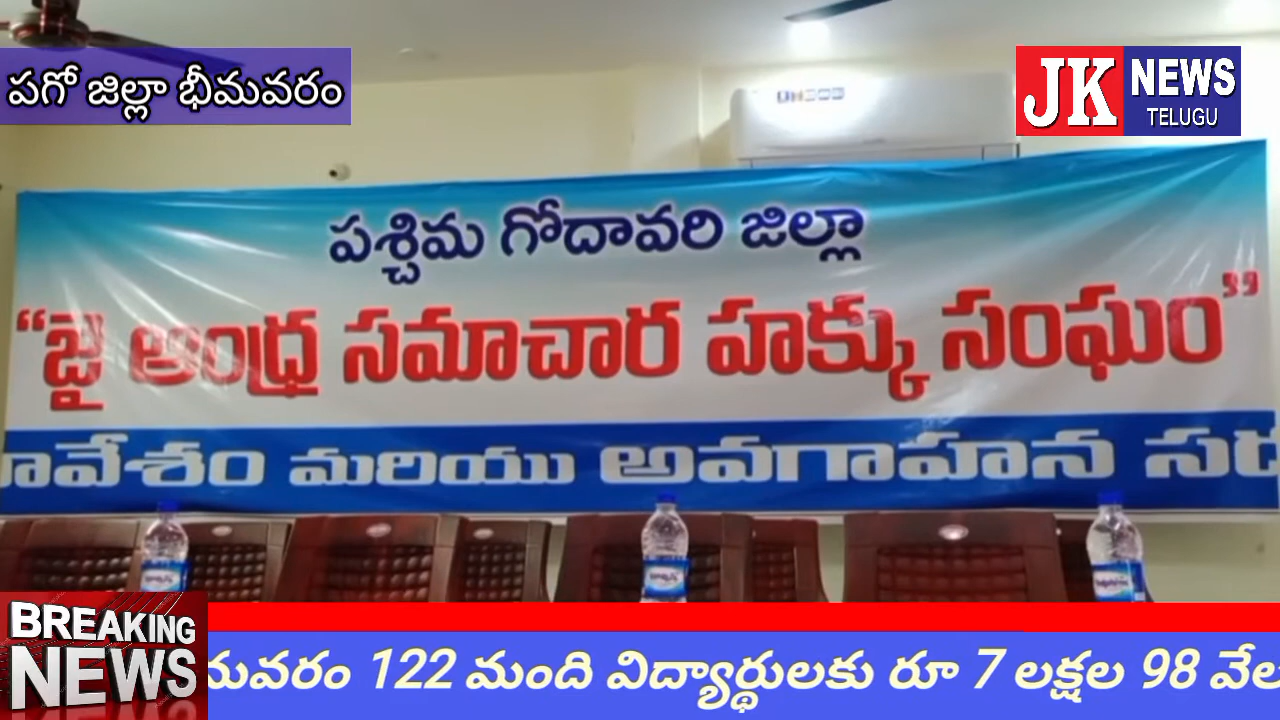 పగో జిల్లా భీమవరం
JK NEWS
TELUGU
పశ్చిమ గోదావరి జిల్లా
“జై ఆంధ్ర సమాచార హక్కు సంఘం”
మరియు అవగాహన
BREAKING
NEWS
122 మంది విద్యార్థులకు రూ 7 లక్షల 98